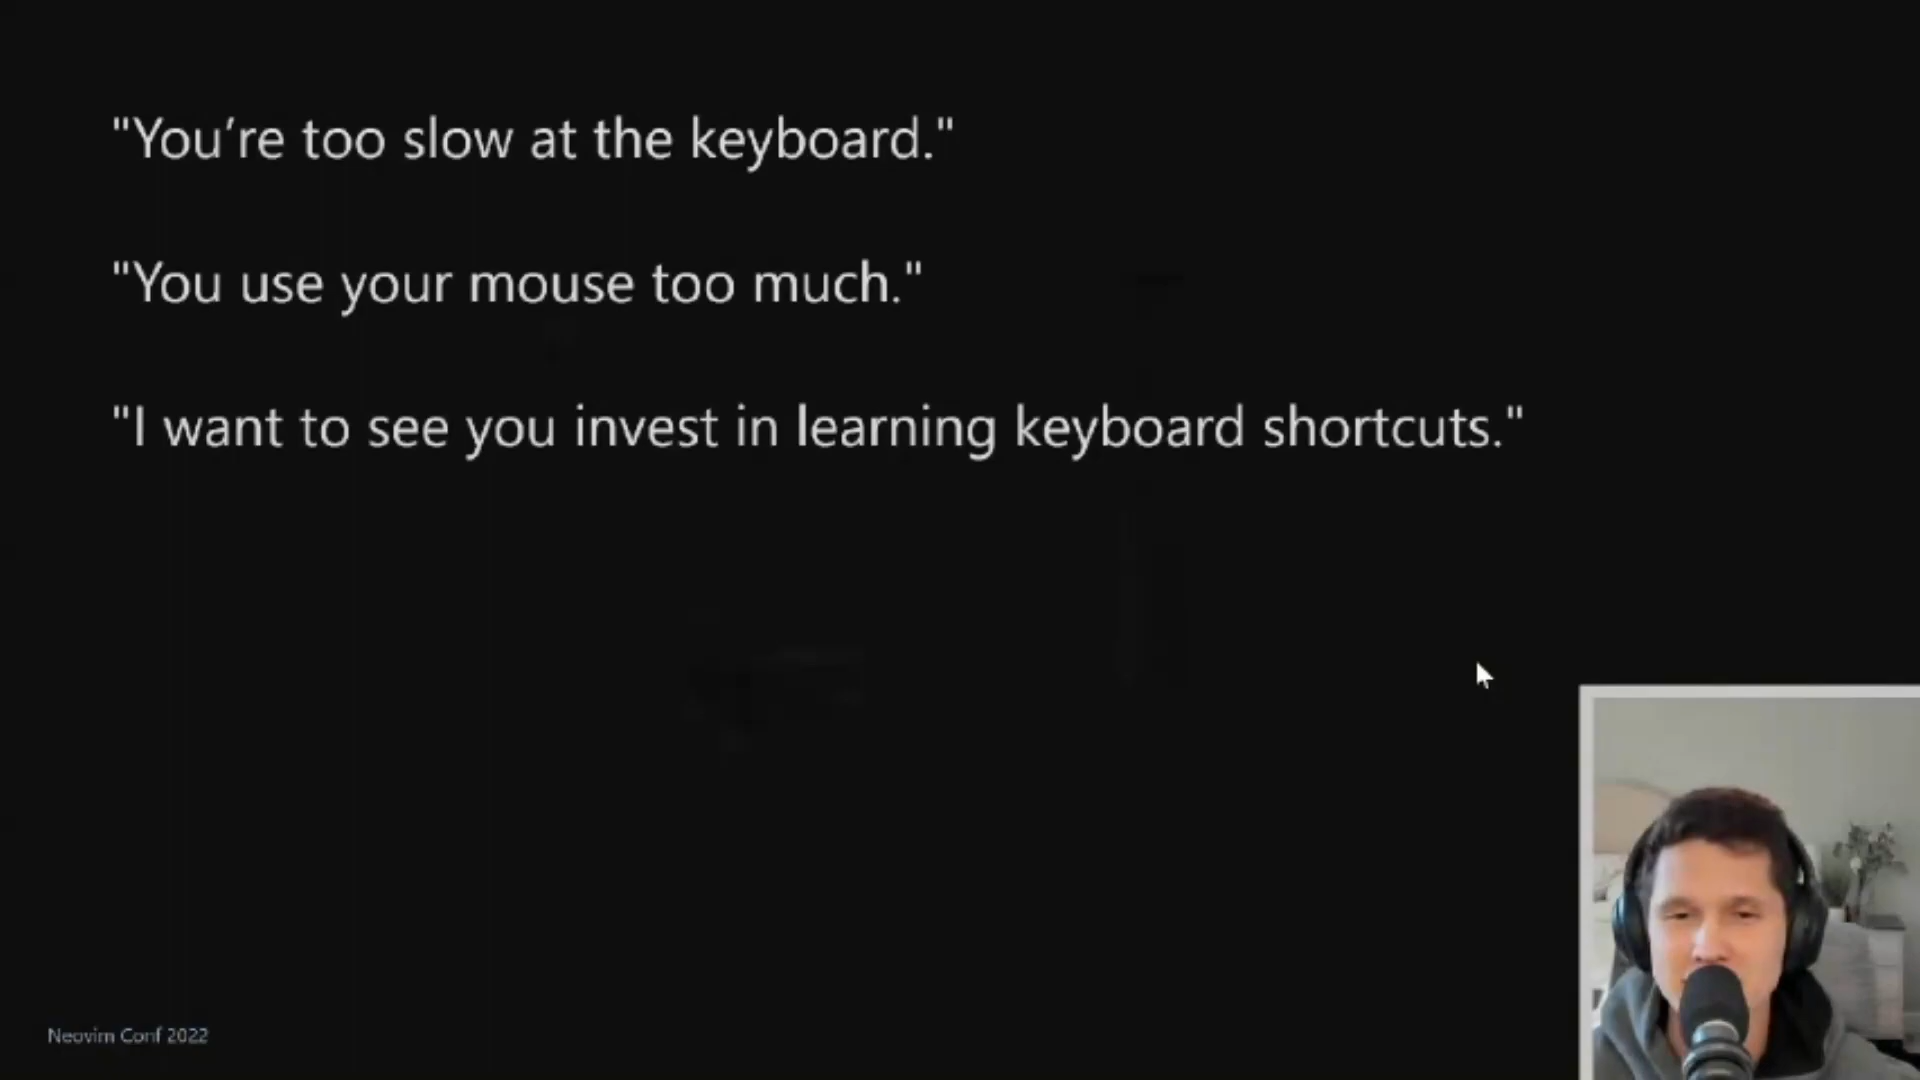 "You’re too slow at the keyboard."
"You use your mouse too much."
"I want to see you invest in learning keyboard shortcuts."
Neovim Conf 2022